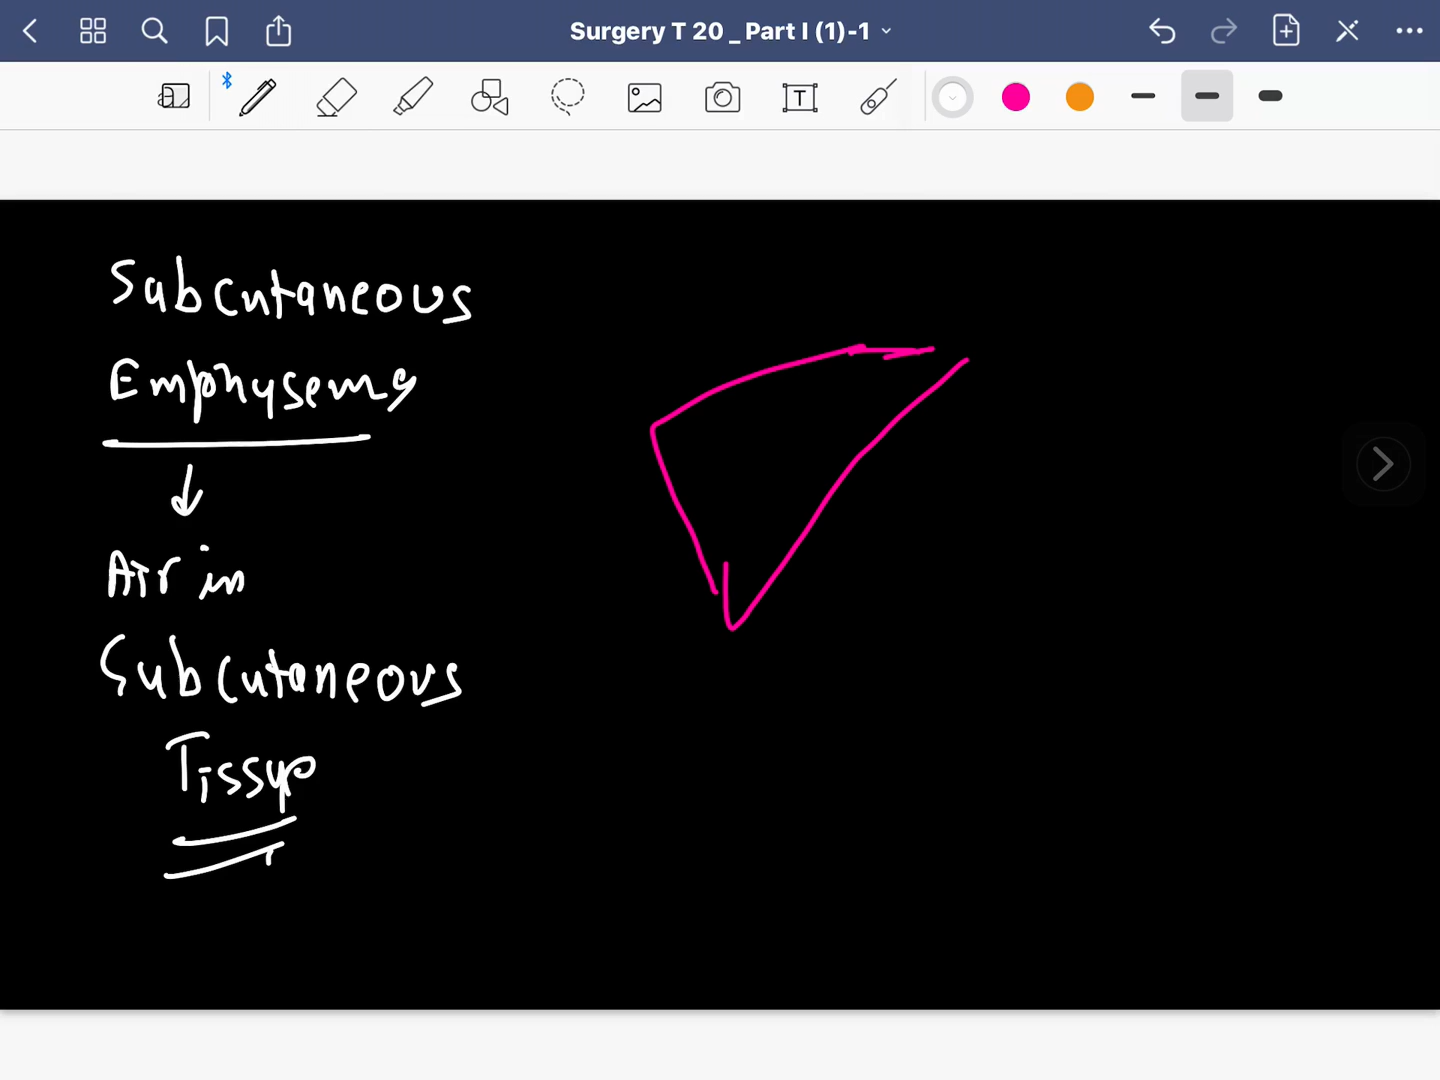 Surgery T 20 _ Part I (1)-1
T
Subcutaneous
Emphysema
Air in
Subcutaneous
Tissue